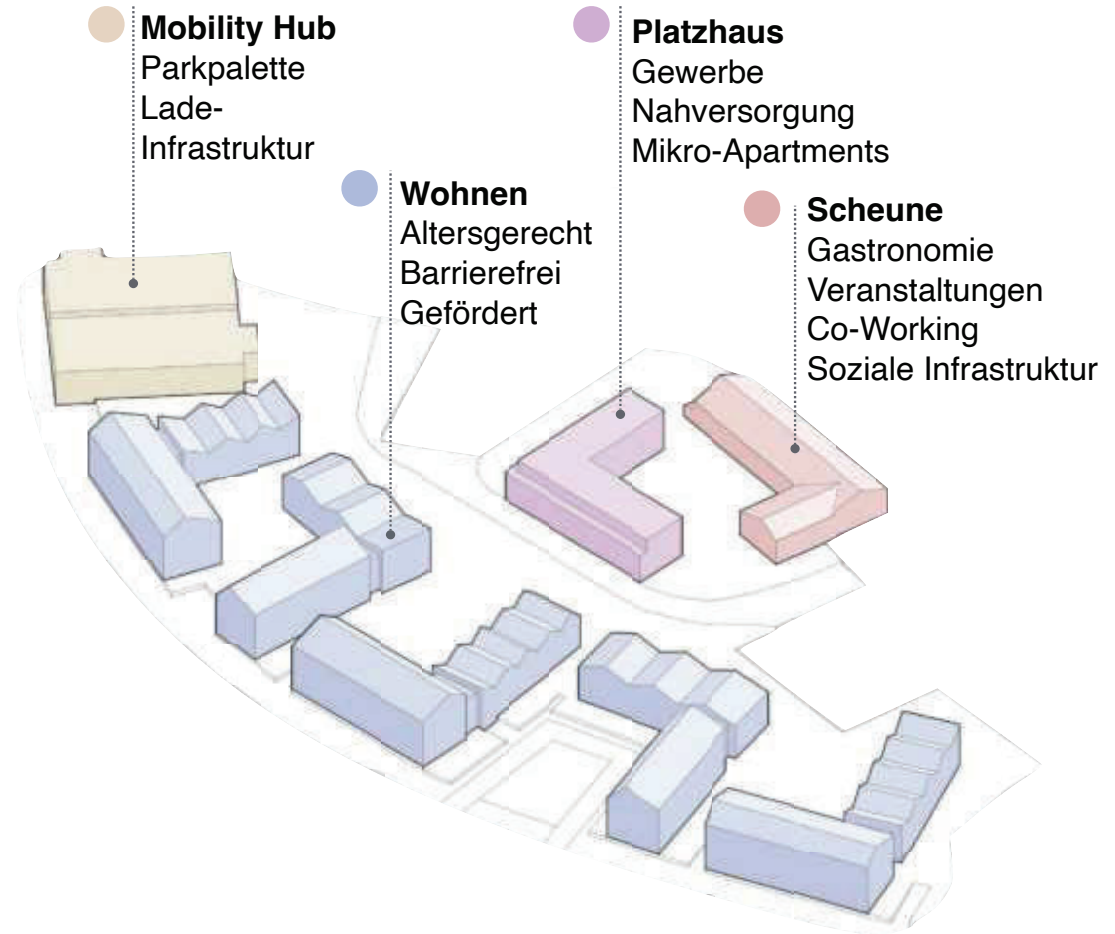 Mobility Hub
Parkpalette
Lade-
Infrastruktur
Platzhaus
Gewerbe
Nahversorgung
Mikro-Apartments
Wohnen
Altersgerecht
Barrierefrei
Gefördert
Scheune
Gastronomie
Veranstaltungen
Co-Working
Soziale Infrastruktur